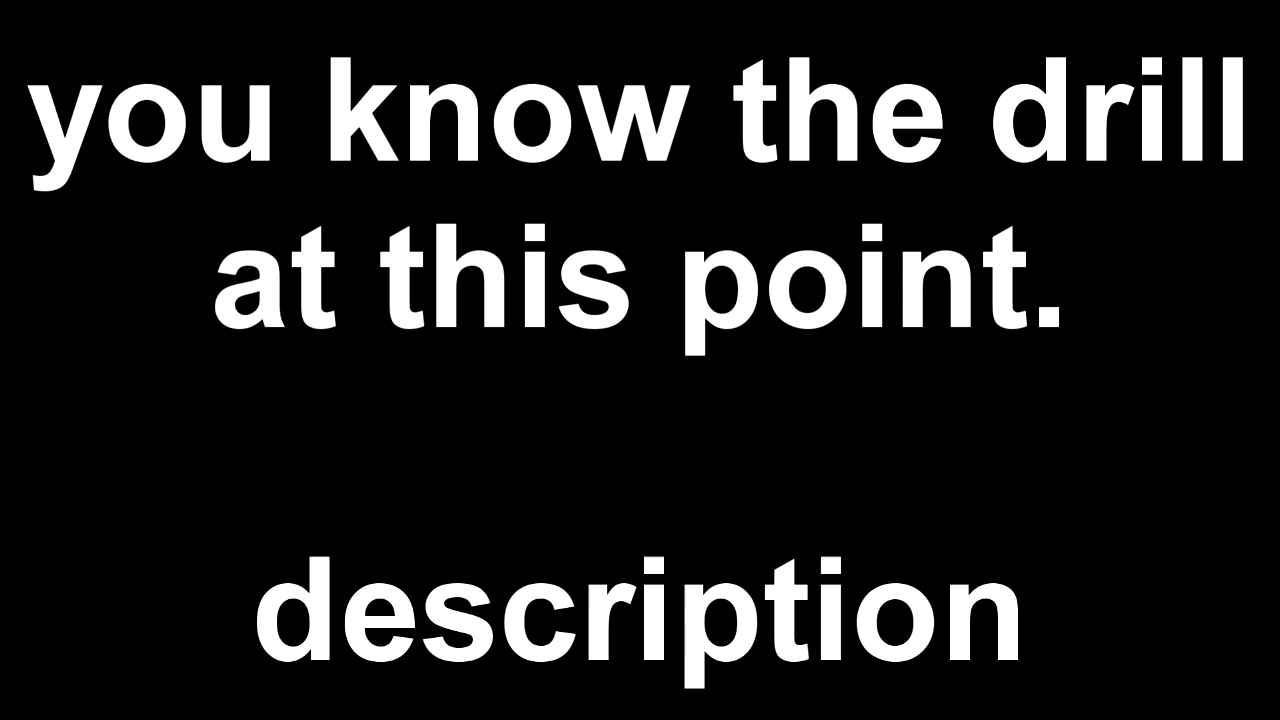 you know the drill
at this point.
description